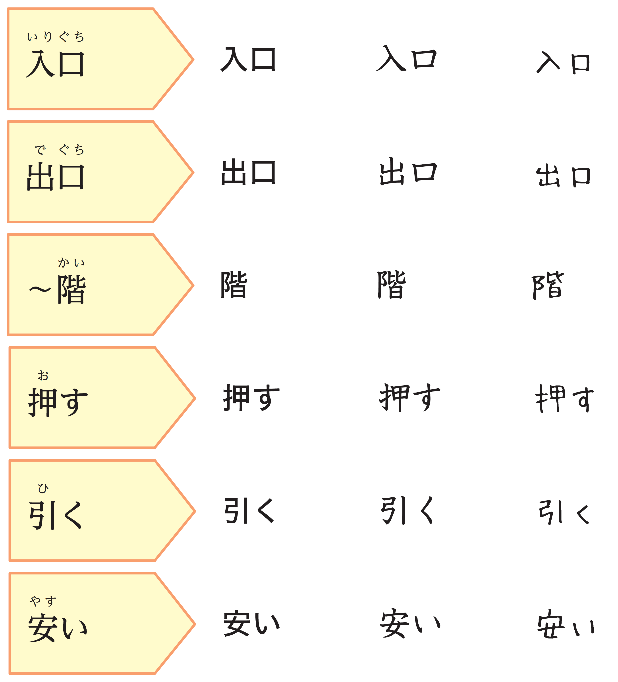 いりぐち
入口 入口 入口 入口
でぐち
出口 出口 出口 出口
かい
～階 階 階 階
お
押す 押す 押す 押す
ひ
引く 引く 引く 引く
やす
安い 安い 安い 安い